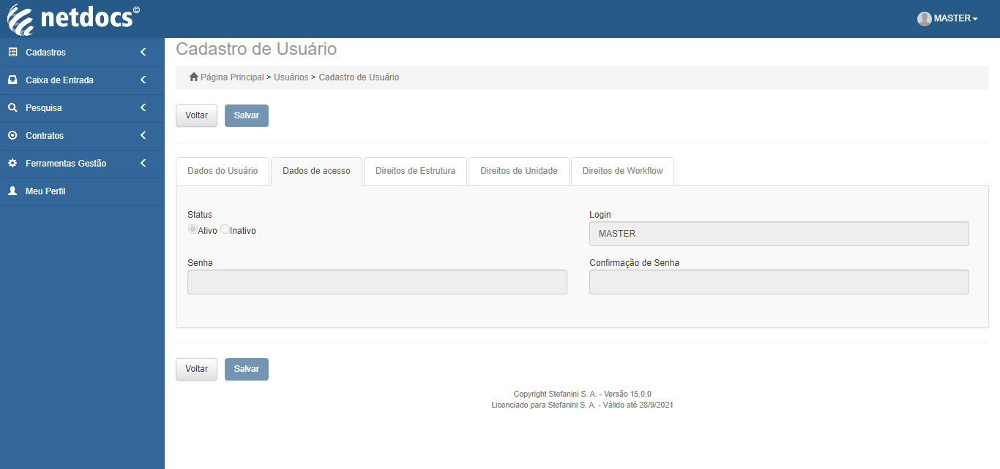 netdocs©
MASTER
Cadastros
Caixa de Entrada
Pesquisa
Contratos
Ferramentas Gestão
Meu Perfil
Cadastro de Usuário
Página Principal > Usuários > Cadastro de Usuário
Voltar Salvar
Dados do Usuário Dados de acesso Direitos de Estrutura Direitos de Unidade Direitos de Workflow
Status Login
Ativo Inativo MASTER
Senha Confirmação de Senha
Voltar Salvar
Copyright Stefanini S. A. - Versão 15.0.0
Licenciado para Stefanini S. A. - Válido até 28/9/2021